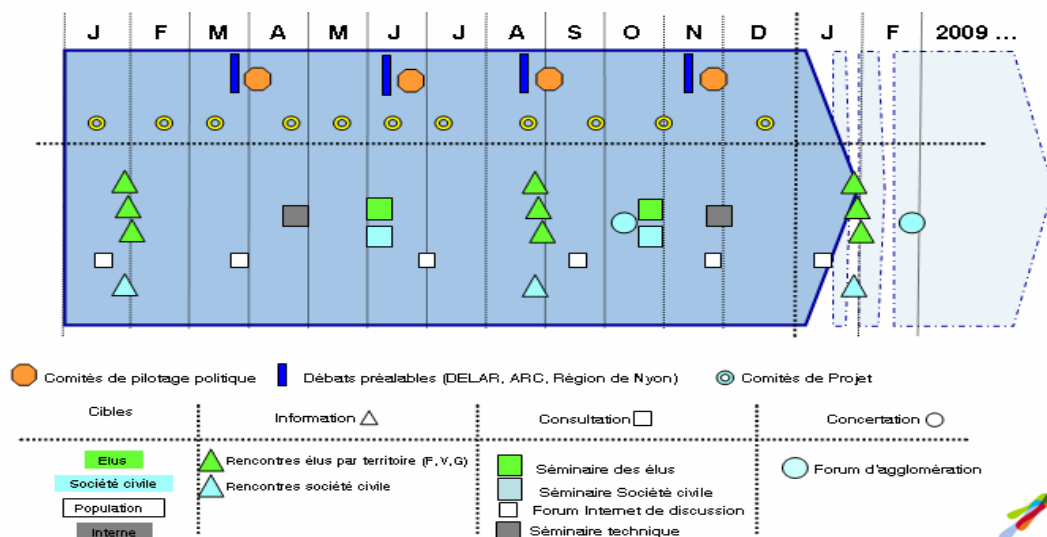 J F M A M J J A S O N D J F 2009 ...
Comités de pilotage politique Débats préalables (DELAR, ARC, Région de Nyon) Comités de Projet
Cibles Information Consultation Concertation
Elus
Société civile
Population
Interne
Rencontres élus par territoire (F,V,G)
Rencontres société civile
Séminaire des élus
Séminaire Société civile
Forum Internet de discussion
Séminaire technique
Forum d'agglomération